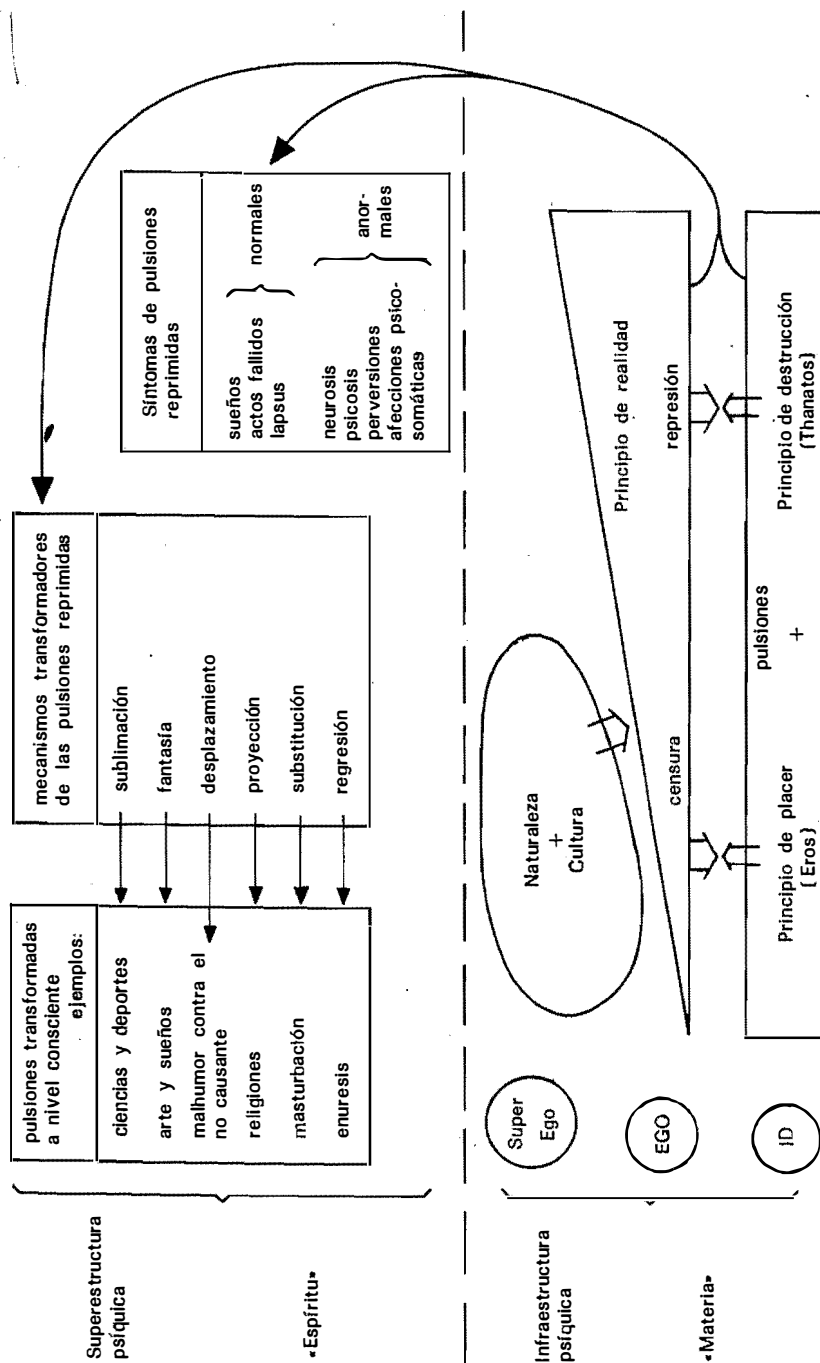 Superestructura
psíquica
«Espíritu»
pulsiones transformadas
a nivel consciente
ejemplos:
ciencias y deportes
arte y sueños
malhumor contra el
no causante
religiones
masturbación
enuresis
mecanismos transformadores
de las pulsiones reprimidas
sublimación
fantasía
desplazamiento
proyección
substitución
regresión
Síntomas de pulsiones
reprimidas
sueños
actos fallidos
lapsus
normales
neurosis
psicosis
perversiones
afecciones psico-
somáticas
anor-
males
Infraestructura
psíquica
«Materia»
Super
Ego
EGO
ID
Naturaleza
+
Cultura
Principio de realidad
censura
represión
pulsiones
+
Principio de placer
(Eros)
Principio de destrucción
(Thanatos)